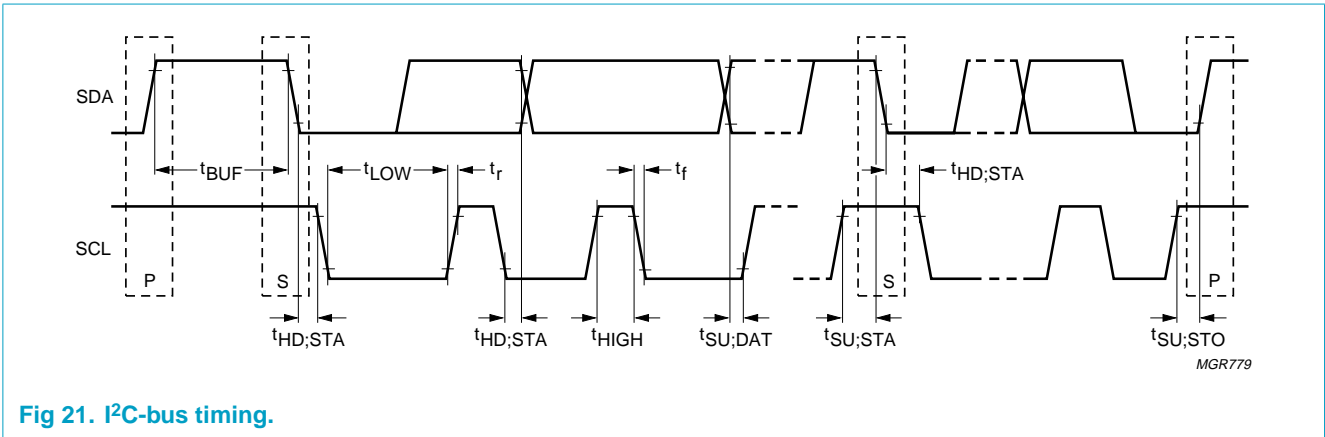 SDA
tBUF
tLOW
tr
tf
tHD;STA
SCL
P
S
S
P
tHD;STA
tHD;STA
tHIGH
tSU;DAT
tSU;STA
tSU;STO
MGR779
Fig 21. I²C-bus timing.